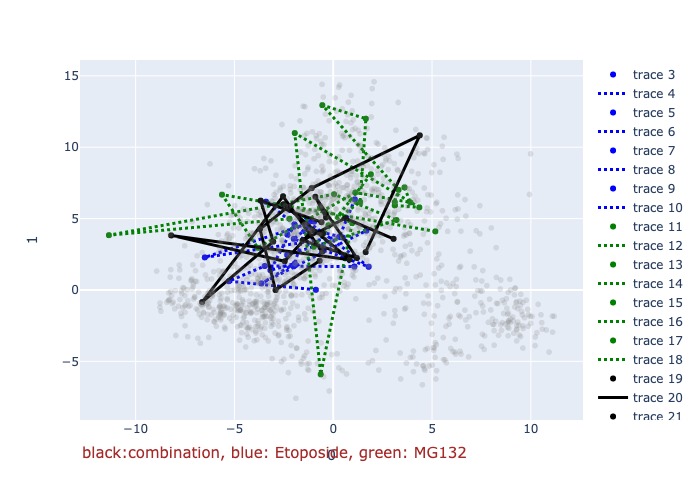 15
10
5
0
−5
1
−10
−5
0
5
10
0
black:combination, blue: Etoposide, green: MG132
trace 3
trace 4
trace 5
trace 6
trace 7
trace 8
trace 9
trace 10
trace 11
trace 12
trace 13
trace 14
trace 15
trace 16
trace 17
trace 18
trace 19
trace 20
trace 21